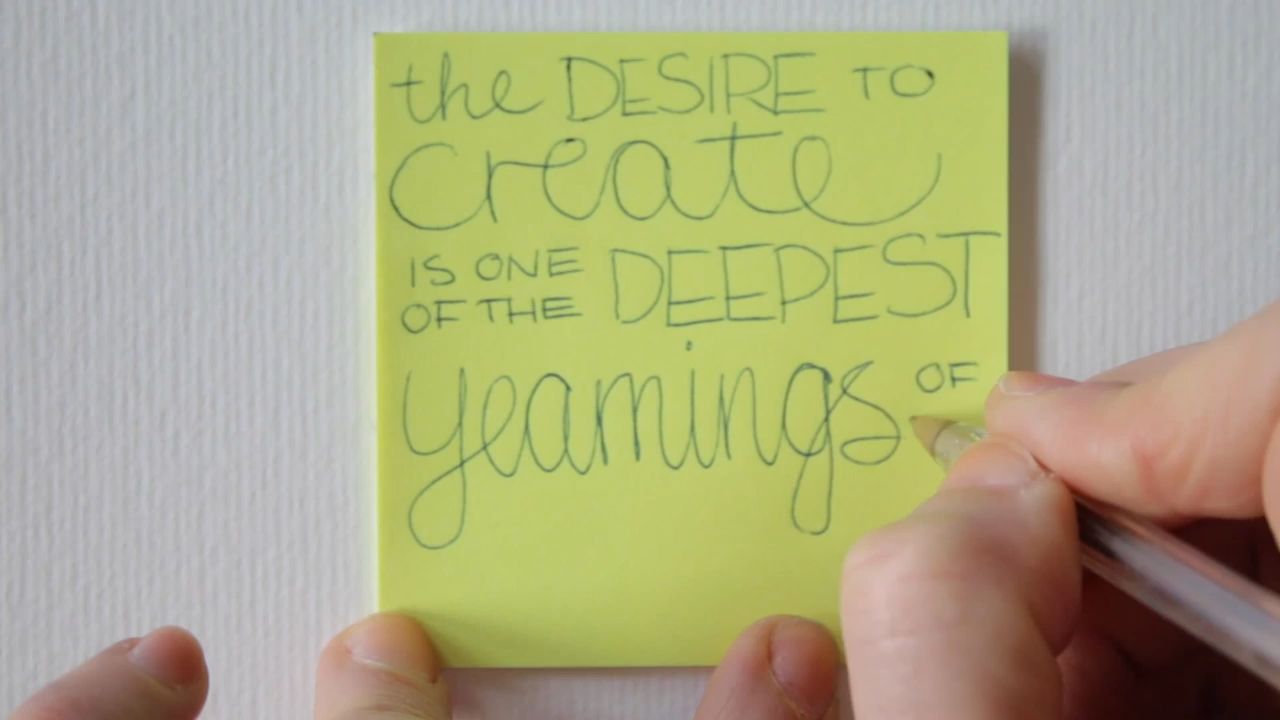 the DESIRE TO
create
IS ONE
OF THE DEEPEST
yearnings OF